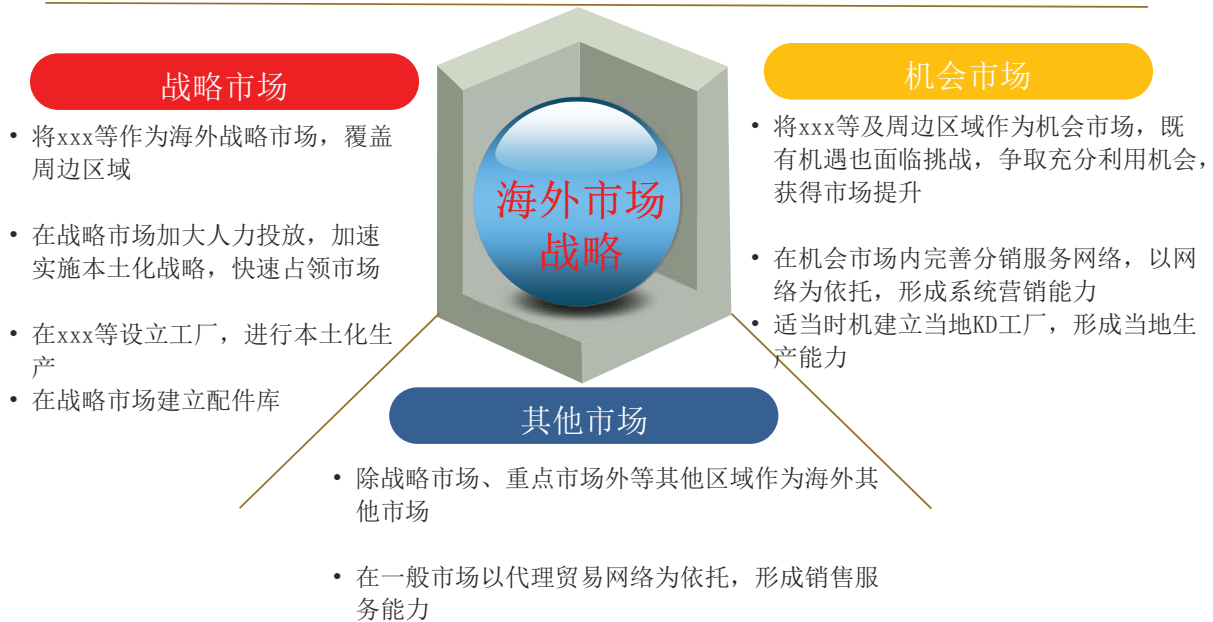 战略市场
• 将xxx等作为海外战略市场，覆盖
周边区域
• 在战略市场加大人力投放，加速
实施本土化战略，快速占领市场
• 在xxx等设立工厂，进行本土化生
产
• 在战略市场建立配件库
海外市场
战略
机会市场
• 将xxx等及周边区域作为机会市场，既
有机遇也面临挑战，争取充分利用机会，
获得市场提升
• 在机会市场内完善分销服务网络，以网
络为依托，形成系统营销能力
• 适当时机建立当地KD工厂，形成当地生
产能力
其他市场
• 除战略市场、重点市场外等其他区域作为海外其
他市场
• 在一般市场以代理贸易网络为依托，形成销售服
务能力